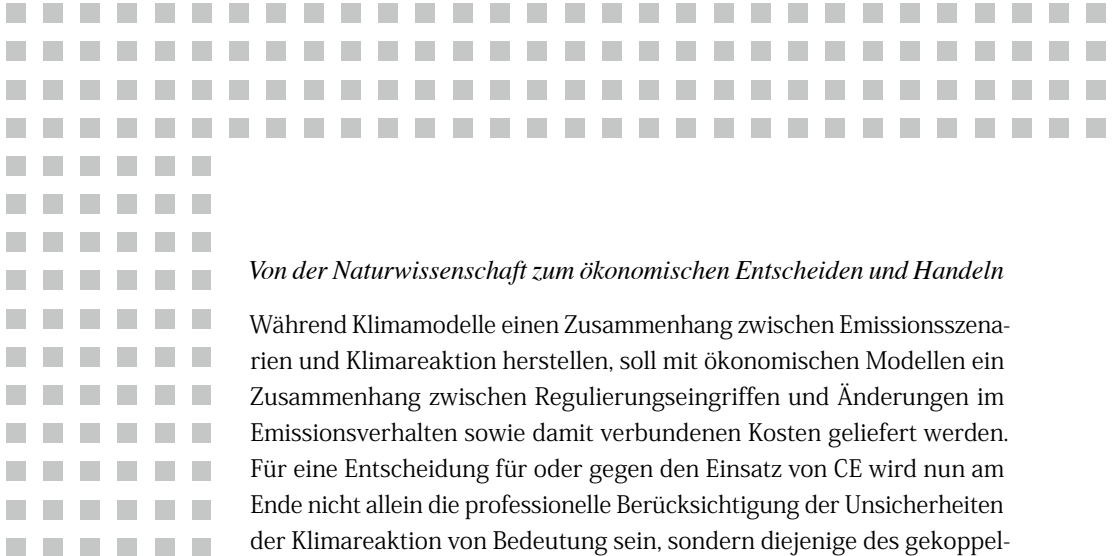 Von der Naturwissenschaft zum ökonomischen Entscheiden und Handeln
Während Klimamodelle einen Zusammenhang zwischen Emissionsszena-
rien und Klimareaktion herstellen, soll mit ökonomischen Modellen ein
Zusammenhang zwischen Regulierungseingriffen und Änderungen im
Emissionsverhalten sowie damit verbundenen Kosten geliefert werden.
Für eine Entscheidung für oder gegen den Einsatz von CE wird nun am
Ende nicht allein die professionelle Berücksichtigung der Unsicherheiten
der Klimareaktion von Bedeutung sein, sondern diejenige des gekoppel-